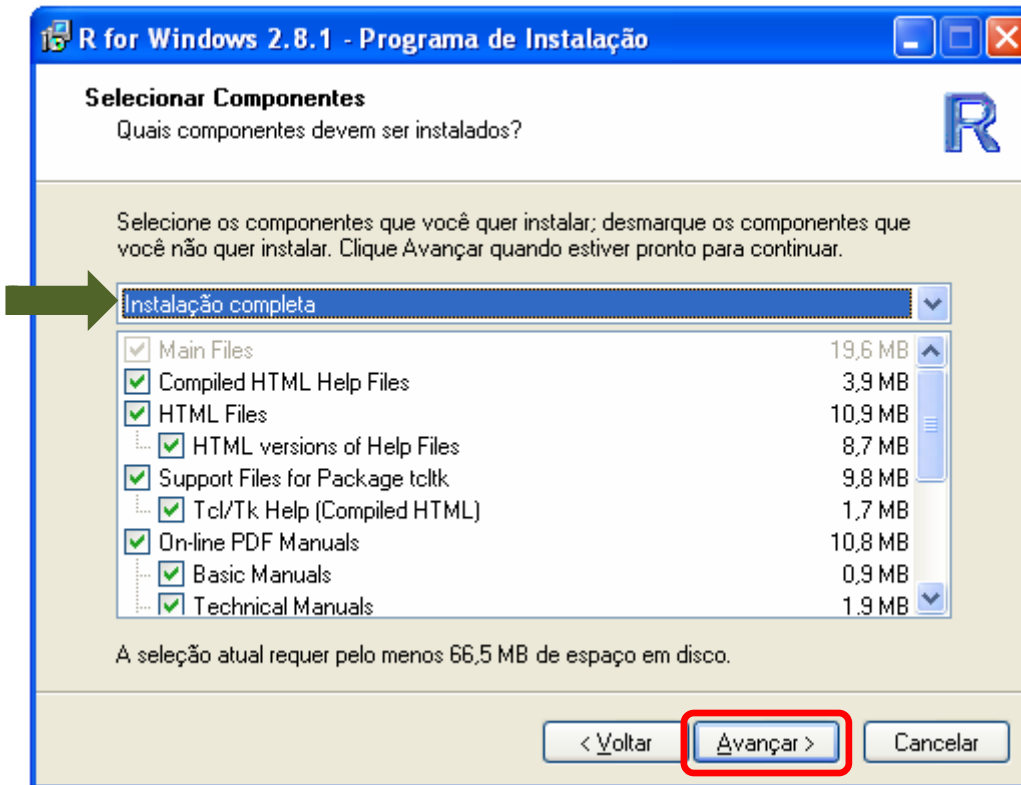 R for Windows 2.8.1 - Programa de Instalação
Selecionar Componentes
Quais componentes devem ser instalados?
R
Selecione os componentes que você quer instalar; desmarque os componentes que
você não quer instalar. Clique Avançar quando estiver pronto para continuar.
Instalação completa
Main Files 19,6 MB
Compiled HTML Help Files 3,9 MB
HTML Files 10,9 MB
HTML versions of Help Files 8,7 MB
Support Files for Package tcltk 9,8 MB
Tcl/Tk Help (Compiled HTML) 1,7 MB
On-line PDF Manuals 10,8 MB
Basic Manuals 0,9 MB
Technical Manuals 1.9 MB
A seleção atual requer pelo menos 66,5 MB de espaço em disco.
< Voltar Avançar > Cancelar